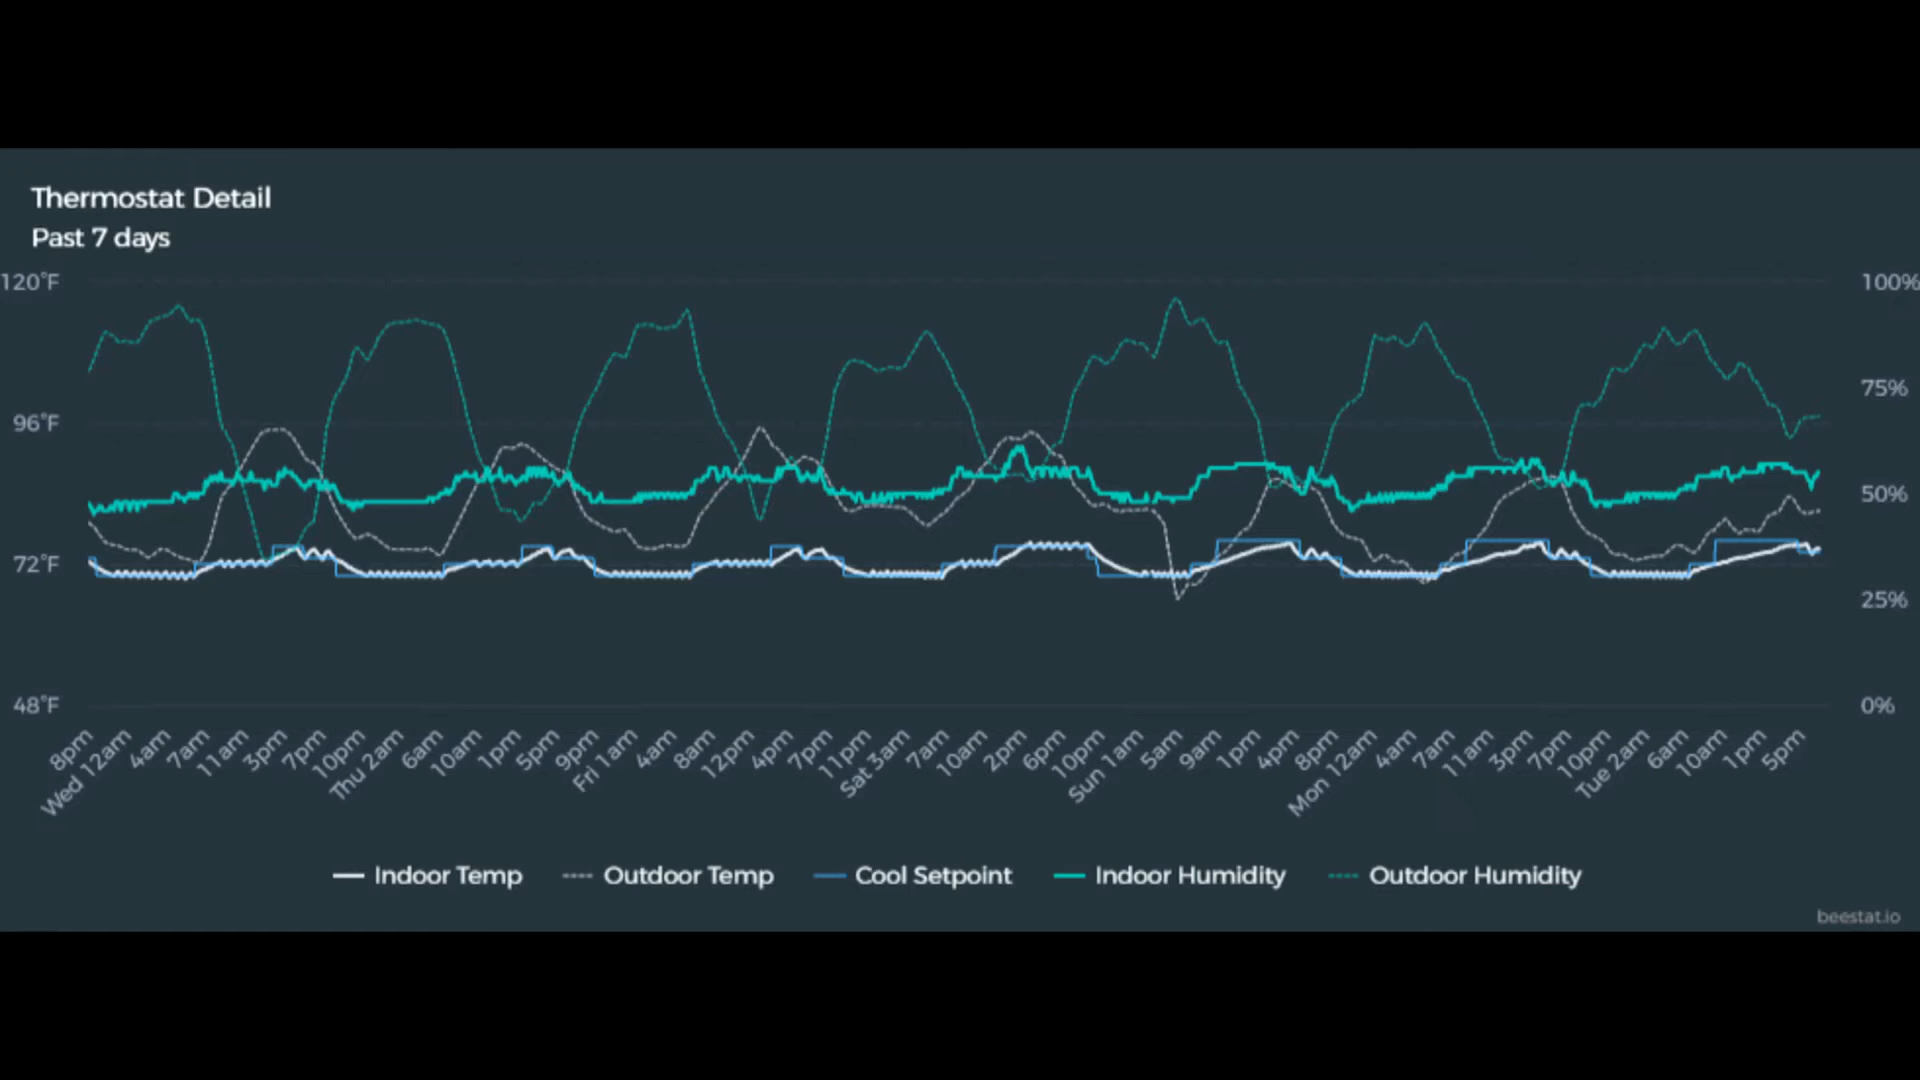 Thermostat Detail
Past 7 days
120°F
96°F
72°F
48°F
100%
75%
50%
25%
0%
8pm
Wed 12am
4am
7am
11am
3pm
7pm
10pm
Thu 2am
6am
10am
1pm
5pm
9pm
Fri 1am
4am
8am
12pm
4pm
7pm
11pm
Sat 3am
7am
10am
2pm
6pm
10pm
Sun 1am
5am
9am
1pm
4pm
8pm
Mon 12am
4am
7am
11am
3pm
7pm
10pm
Tue 2am
6am
10am
1pm
5pm
Indoor Temp Outdoor Temp Cool Setpoint Indoor Humidity Outdoor Humidity
beestat.io